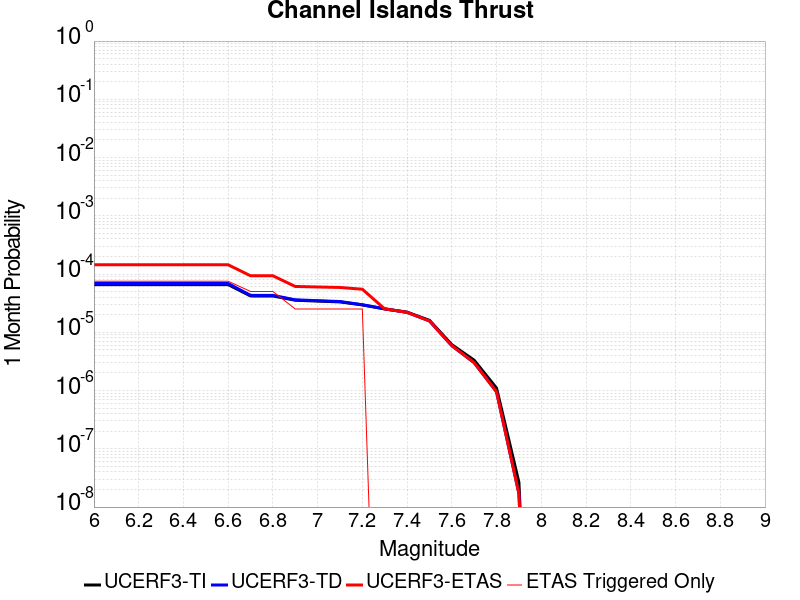 Channel Islands Thrust
1 Month Probability
10^0
10^-1
10^-2
10^-3
10^-4
10^-5
10^-6
10^-7
10^-8
6 6.2 6.4 6.6 6.8 7 7.2 7.4 7.6 7.8 8 8.2 8.4 8.6 8.8 9
Magnitude
UCERF3-TI UCERF3-TD UCERF3-ETAS ETAS Triggered Only